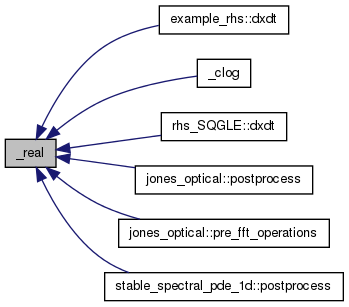 example_rhs::dxdt
_clog
rhs_SQGLE::dxdt
_real
jones_optical::postprocess
jones_optical::pre_fft_operations
stable_spectral_pde_1d::postprocess